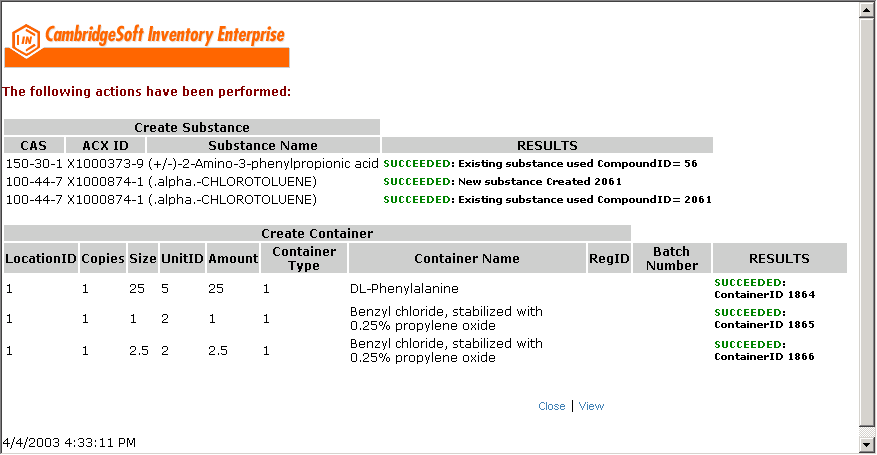 CambridgeSoft Inventory Enterprise
The following actions have been performed:
Create Substance
CAS ACX ID Substance Name RESULTS
150-30-1 X1000373-9 (+/-)-2-Amino-3-phenylpropionic acid SUCCEEDED: Existing substance used CompoundID= 56
100-44-7 X1000874-1 (.alpha.-CHLOROTOLUENE) SUCCEEDED: New substance Created 2061
100-44-7 X1000874-1 (.alpha.-CHLOROTOLUENE) SUCCEEDED: Existing substance used CompoundID= 2061
Create Container
LocationID Copies Size UnitID Amount Container Type Container Name RegID Batch Number RESULTS
1 1 25 5 25 1 DL-Phenylalanine SUCCEEDED: ContainerID 1864
1 1 1 2 1 1 Benzyl chloride, stabilized with 0.25% propylene oxide SUCCEEDED: ContainerID 1865
1 1 2.5 2 2.5 1 Benzyl chloride, stabilized with 0.25% propylene oxide SUCCEEDED: ContainerID 1866
Close | View
4/4/2003 4:33:11 PM